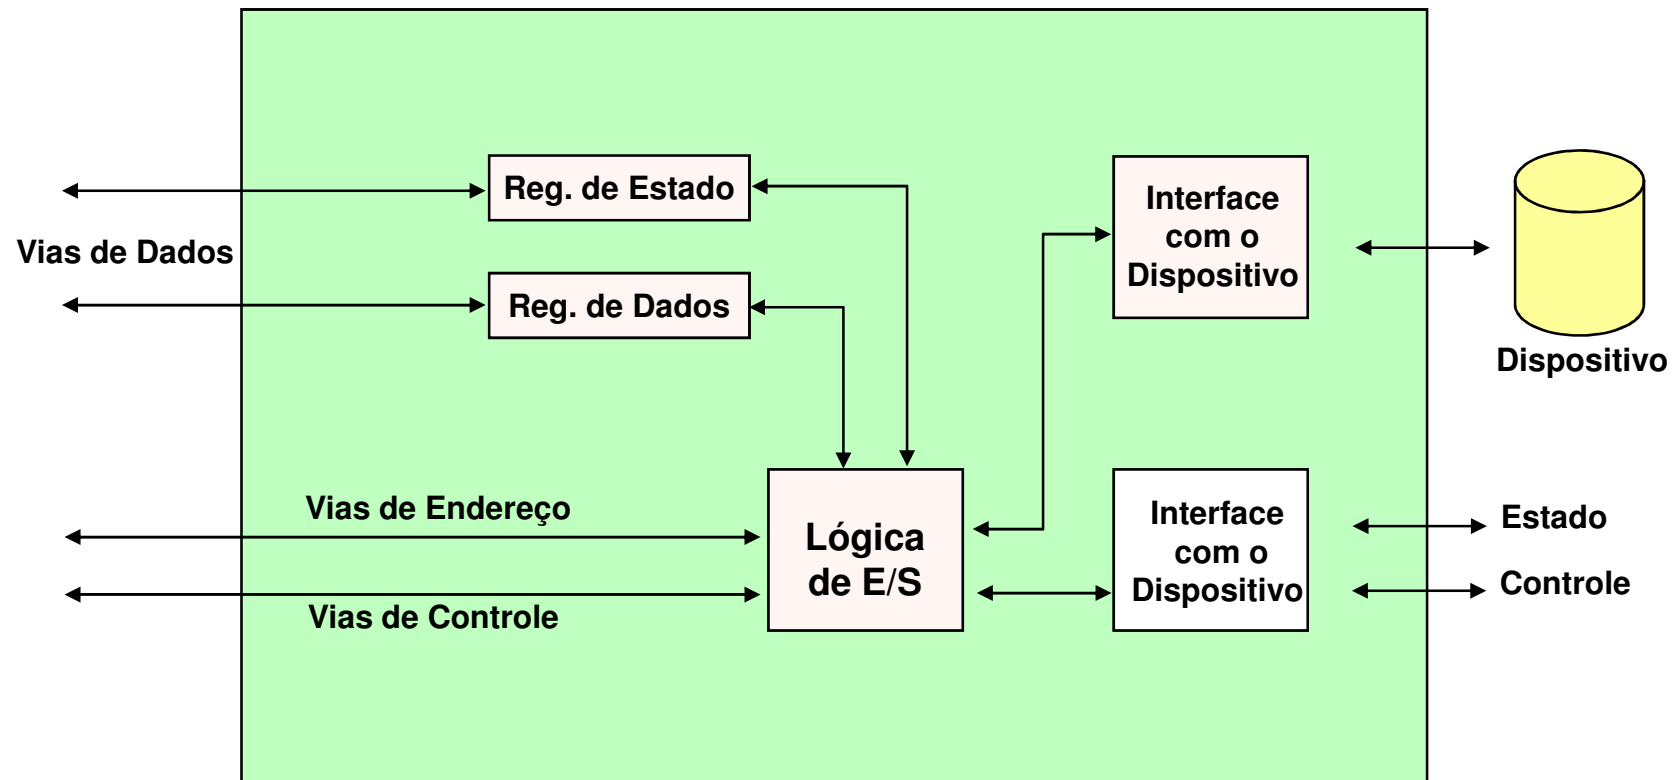 Reg. de Estado
Vias de Dados
Reg. de Dados
Interface
com o
Dispositivo
Dispositivo
Vias de Endereço
Vias de Controle
Lógica
de E/S
Interface
com o
Dispositivo
Estado
Controle